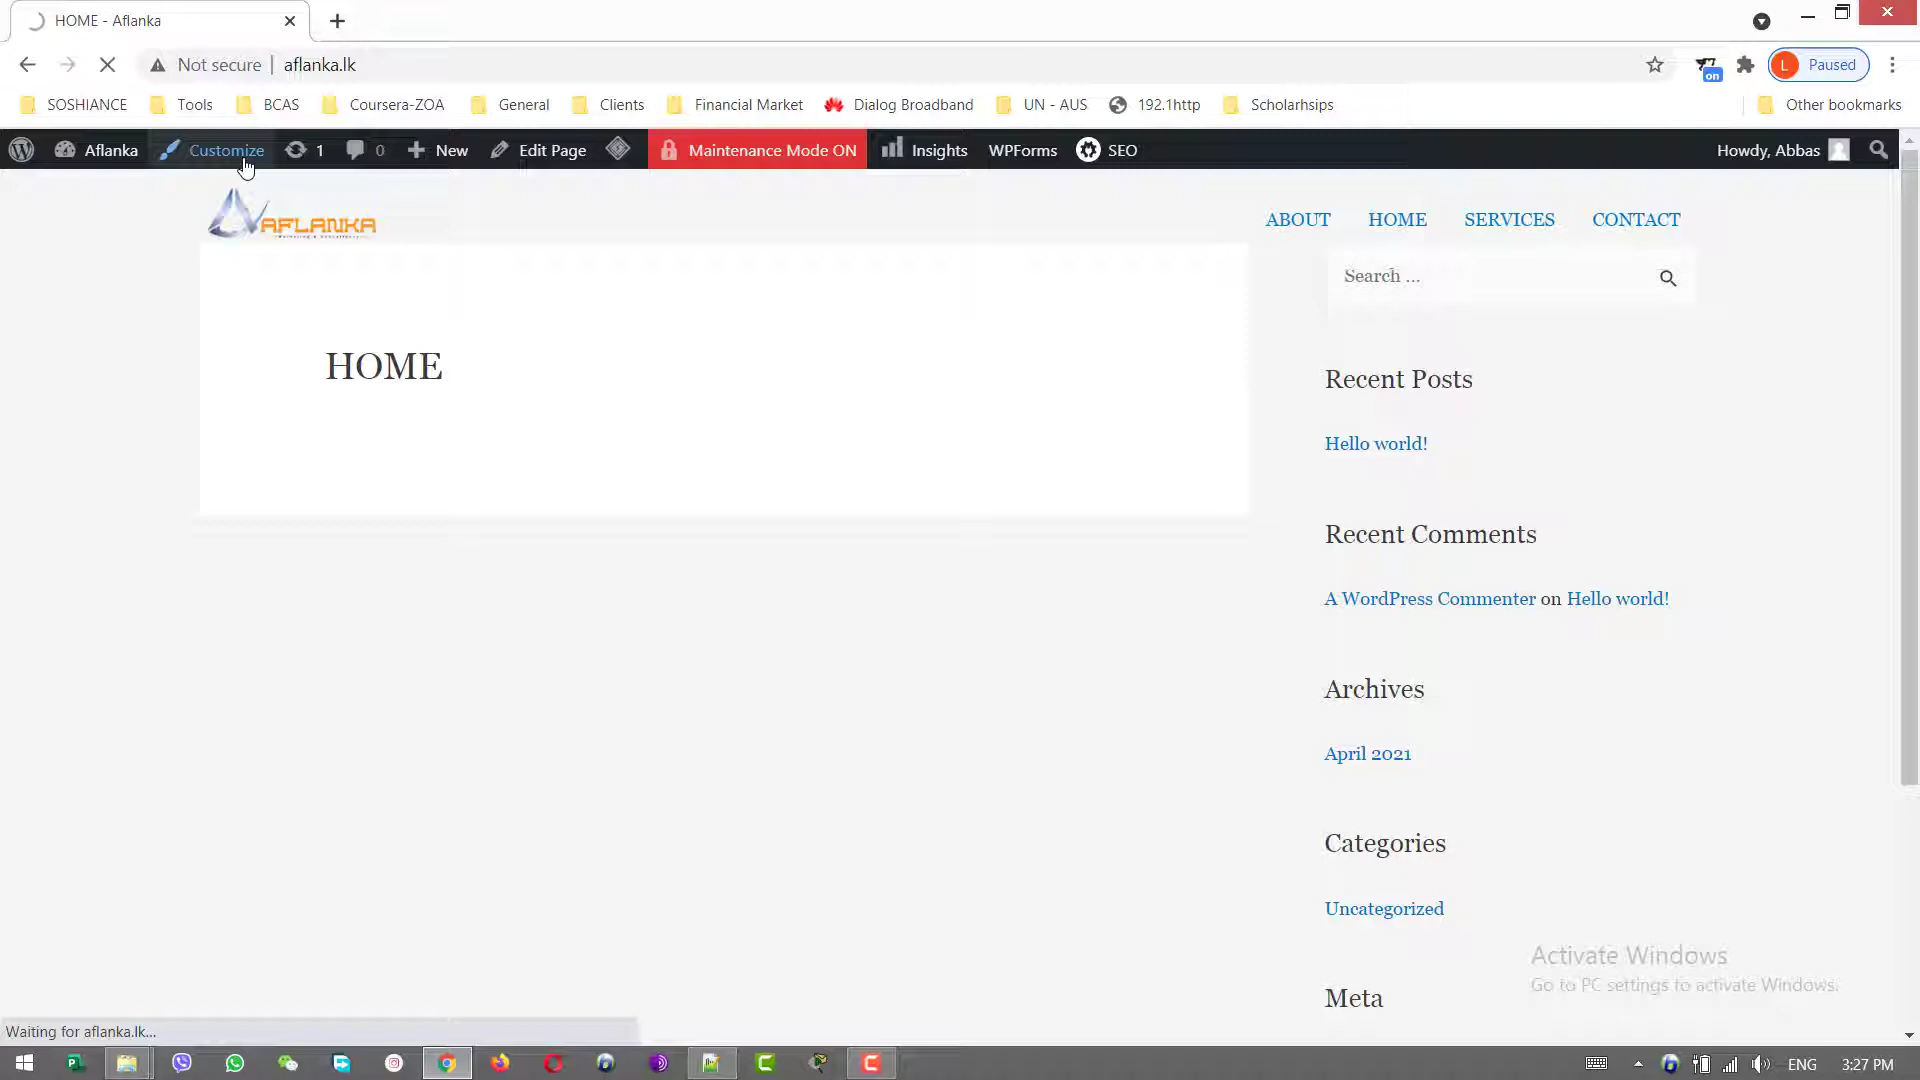 HOME - Aflanka
Not secure | aflanka.lk
L Paused
on
SOSHIANCE Tools BCAS Coursera-ZOA General Clients Financial Market Dialog Broadband UN - AUS 192.1http Scholarhsips Other bookmarks
Aflanka Customize 1 0 New Edit Page Maintenance Mode ON Insights WPForms SEO Howdy, Abbas
AFLANKA
ABOUT HOME SERVICES CONTACT
Search ...
HOME
Recent Posts
Hello world!
Recent Comments
A WordPress Commenter on Hello world!
Archives
April 2021
Categories
Uncategorized
Activate Windows
Go to PC settings to activate Windows.
Meta
Waiting for aflanka.lk...
ENG 3:27 PM